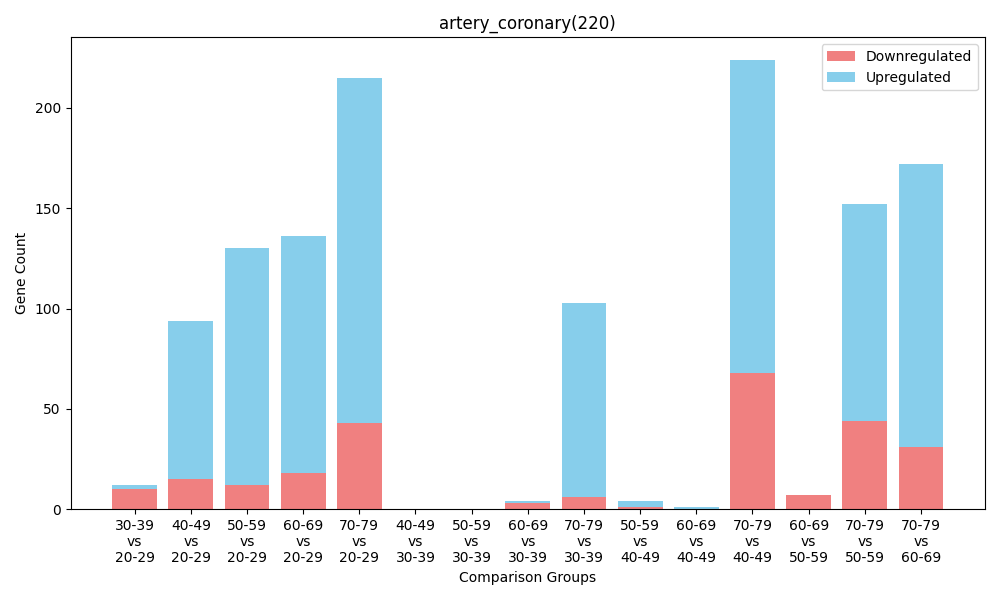 artery_coronary(220)
Downregulated
Upregulated
Gene Count
200
150
100
50
0
30-39 40-49 50-59 60-69 70-79 40-49 50-59 60-69 70-79 50-59 60-69 70-79 60-69 70-79 70-79
vs vs vs vs vs vs vs vs vs vs vs vs vs vs vs
20-29 20-29 20-29 20-29 20-29 30-39 30-39 30-39 30-39 40-49 40-49 40-49 50-59 50-59 60-69
Comparison Groups